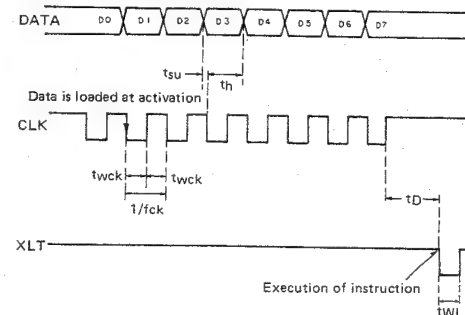 DATA D0 D1 D2 D3 D4 D5 D6 D7
tsu th
Data is loaded at activation
CLK
twck twck
1/fck
tD
XLT
Execution of instruction
twL